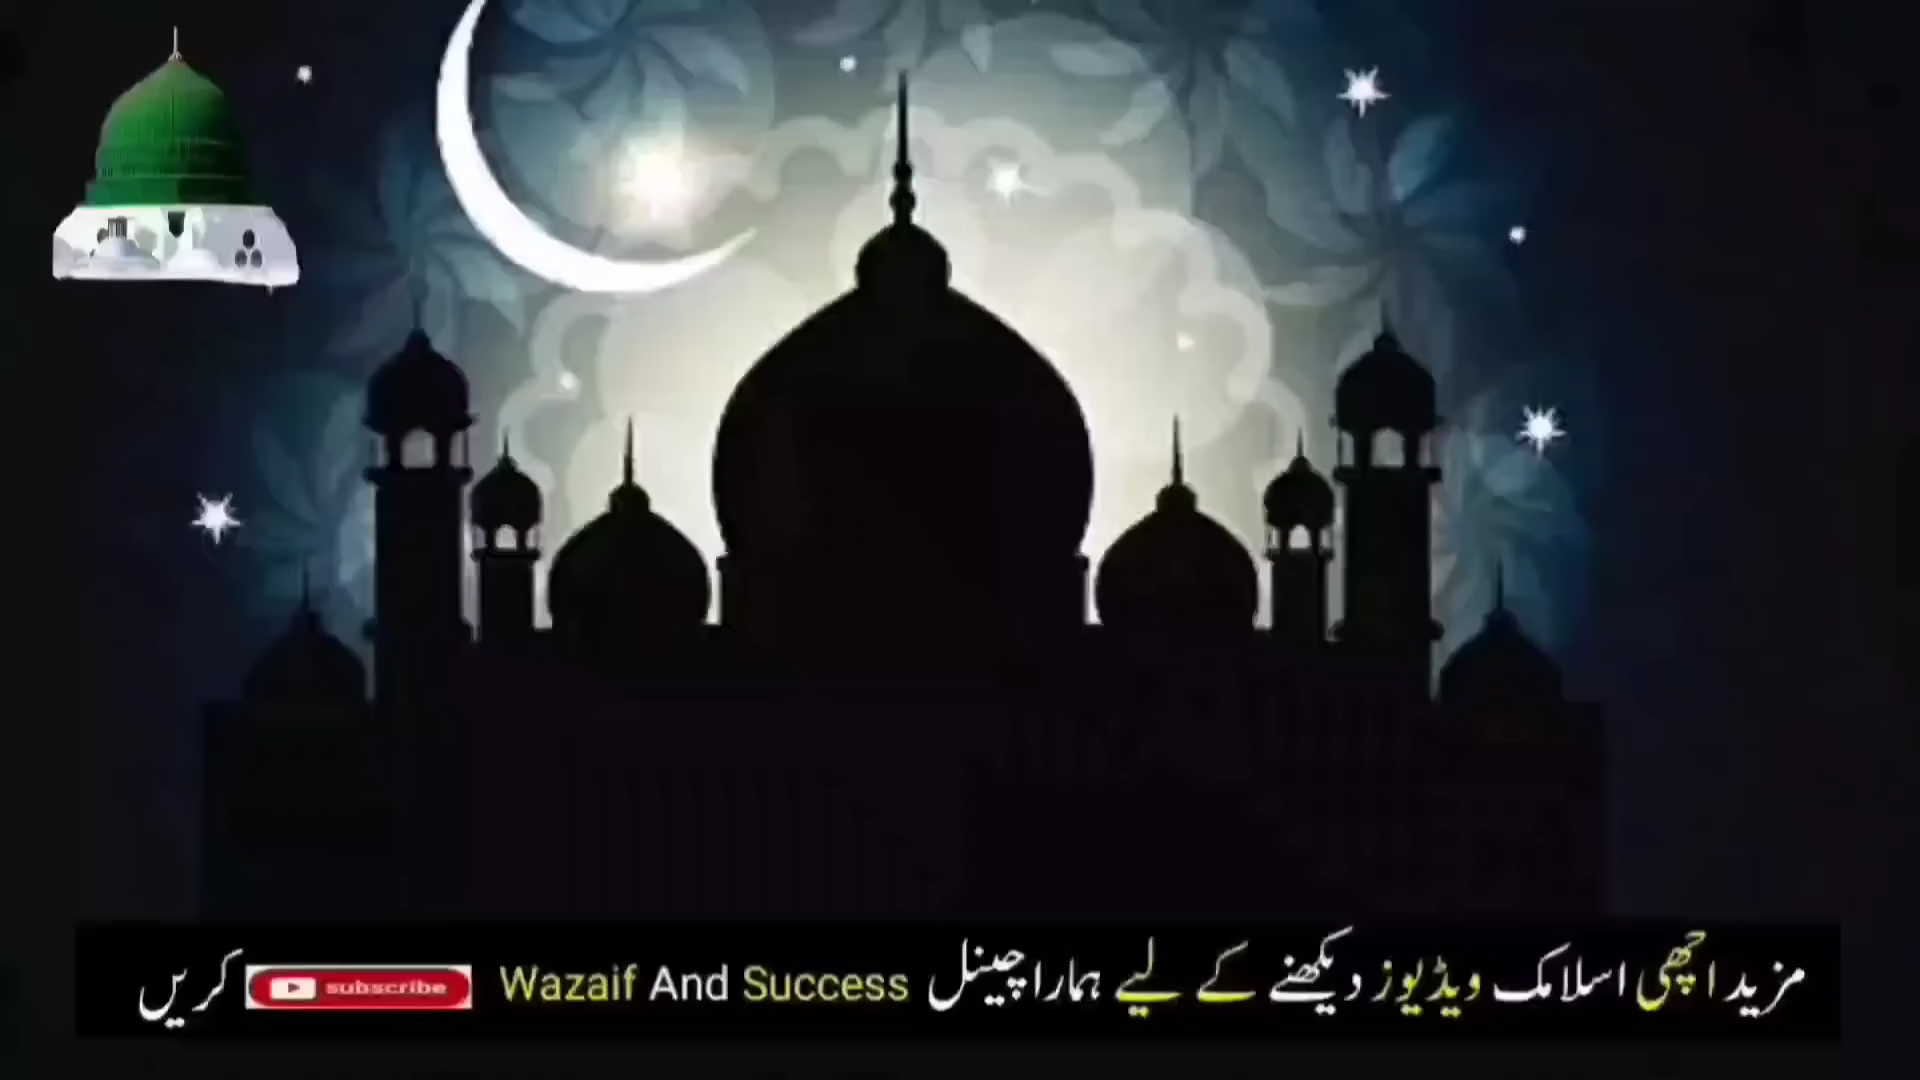 مزید اچھی اسلامک ویڈیوز دیکھنے کے لیے ہمارا چینل Wazaif And Success subscribe کریں